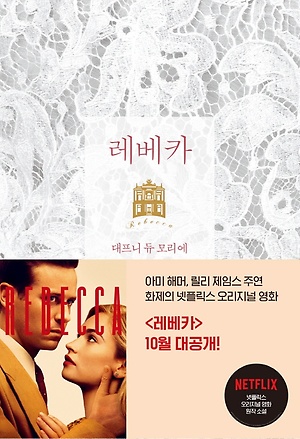 레베카
Rebecca
대프니 듀 모리에
REBECCA
아미 해머, 릴리 제임스 주연
화제의 넷플릭스 오리지널 영화
<레베카>
10월 대공개!
NETFLIX
넷플릭스
오리지널 영화
원작 소설